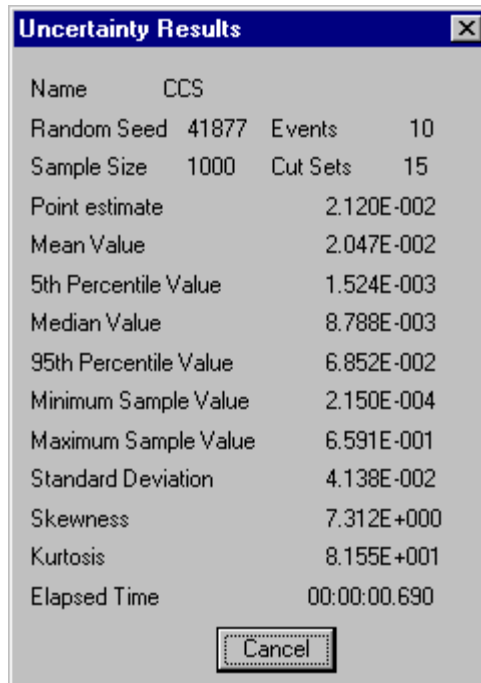 Uncertainty Results
Name CCS
Random Seed 41877 Events 10
Sample Size 1000 Cut Sets 15
Point estimate 2.120E-002
Mean Value 2.047E-002
5th Percentile Value 1.524E-003
Median Value 8.788E-003
95th Percentile Value 6.852E-002
Minimum Sample Value 2.150E-004
Maximum Sample Value 6.591E-001
Standard Deviation 4.138E-002
Skewness 7.312E+000
Kurtosis 8.155E+001
Elapsed Time 00:00:00.690
Cancel